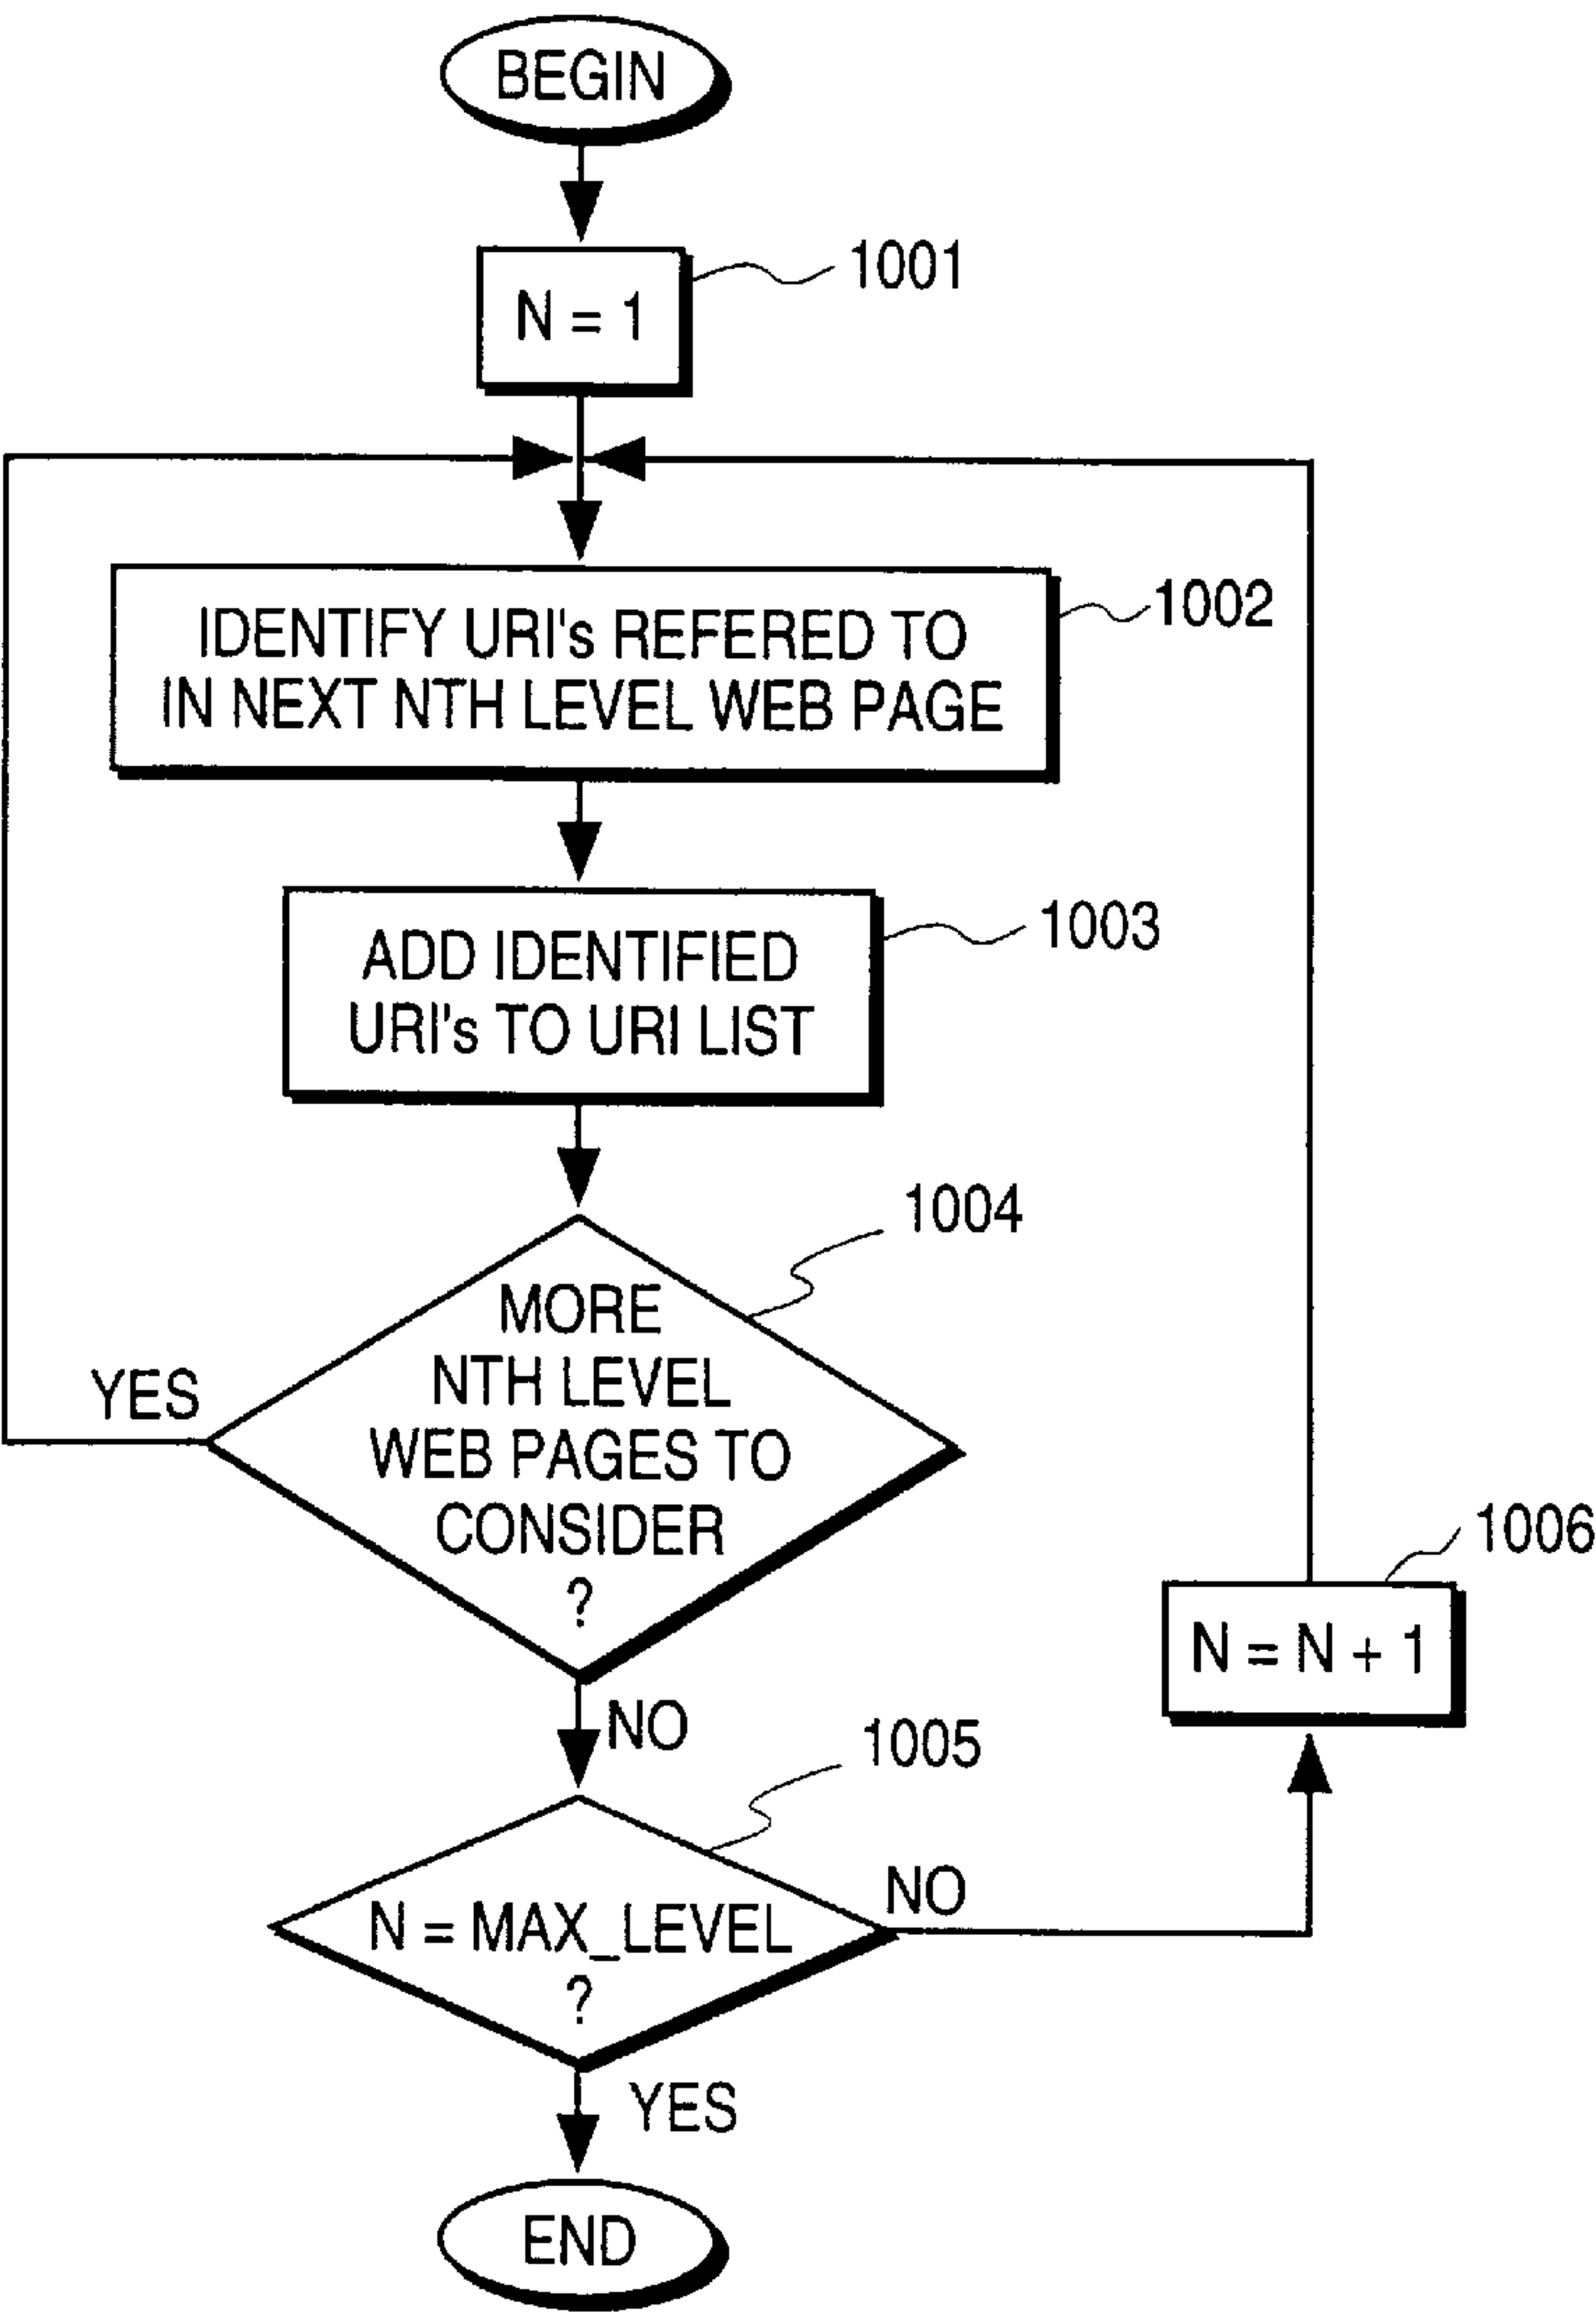 BEGIN
1001
N = 1
1002
IDENTIFY URI's REFERED TO
IN NEXT NTH LEVEL WEB PAGE
1003
ADD IDENTIFIED
URI's TO URI LIST
1004
MORE
NTH LEVEL
WEB PAGES TO
CONSIDER
?
YES
NO
1006
N = N + 1
1005
N = MAX_LEVEL
?
NO
YES
END